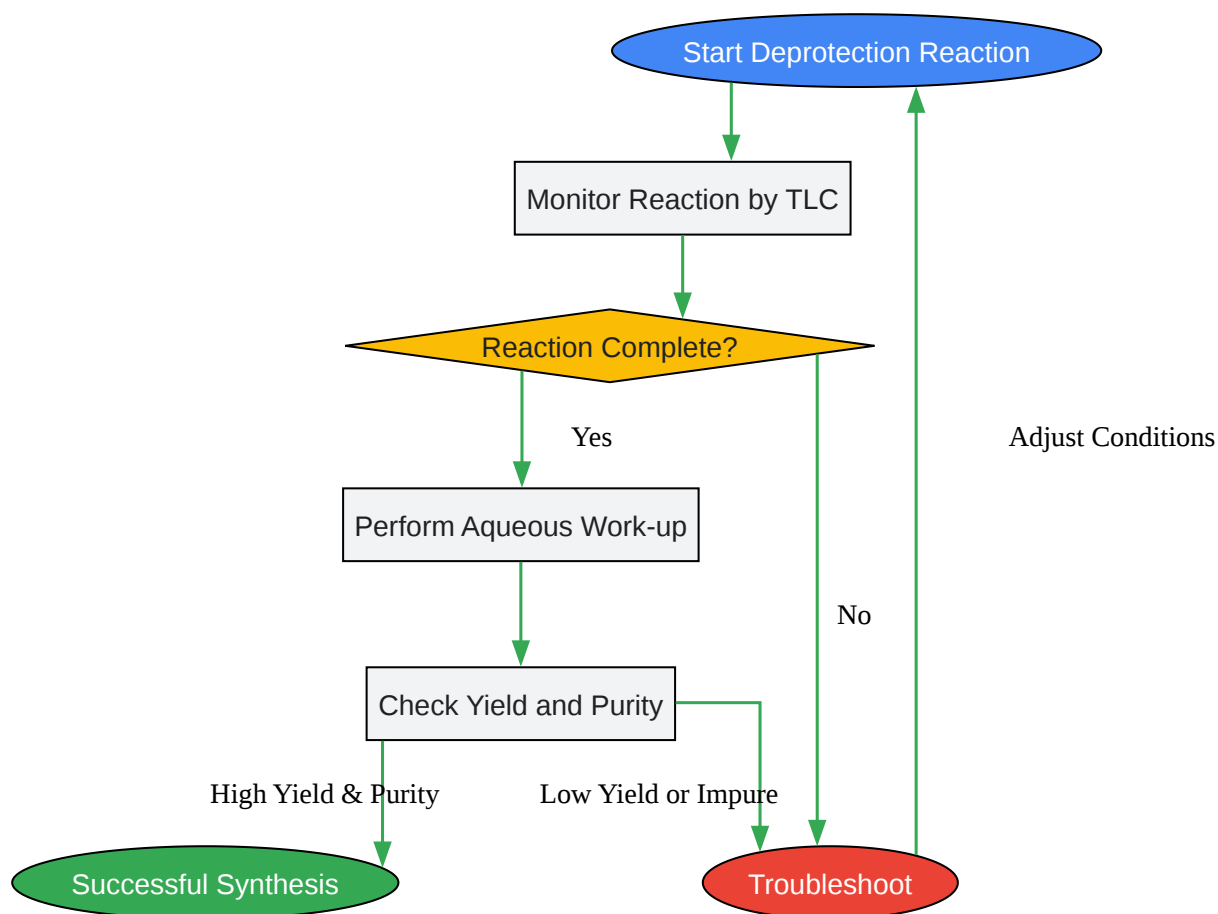 Start Deprotection Reaction
Monitor Reaction by TLC
Reaction Complete?
Yes
Adjust Conditions
Perform Aqueous Work-up
No
Check Yield and Purity
High Yield & Purity
Low Yield or Impure
Successful Synthesis
Troubleshoot